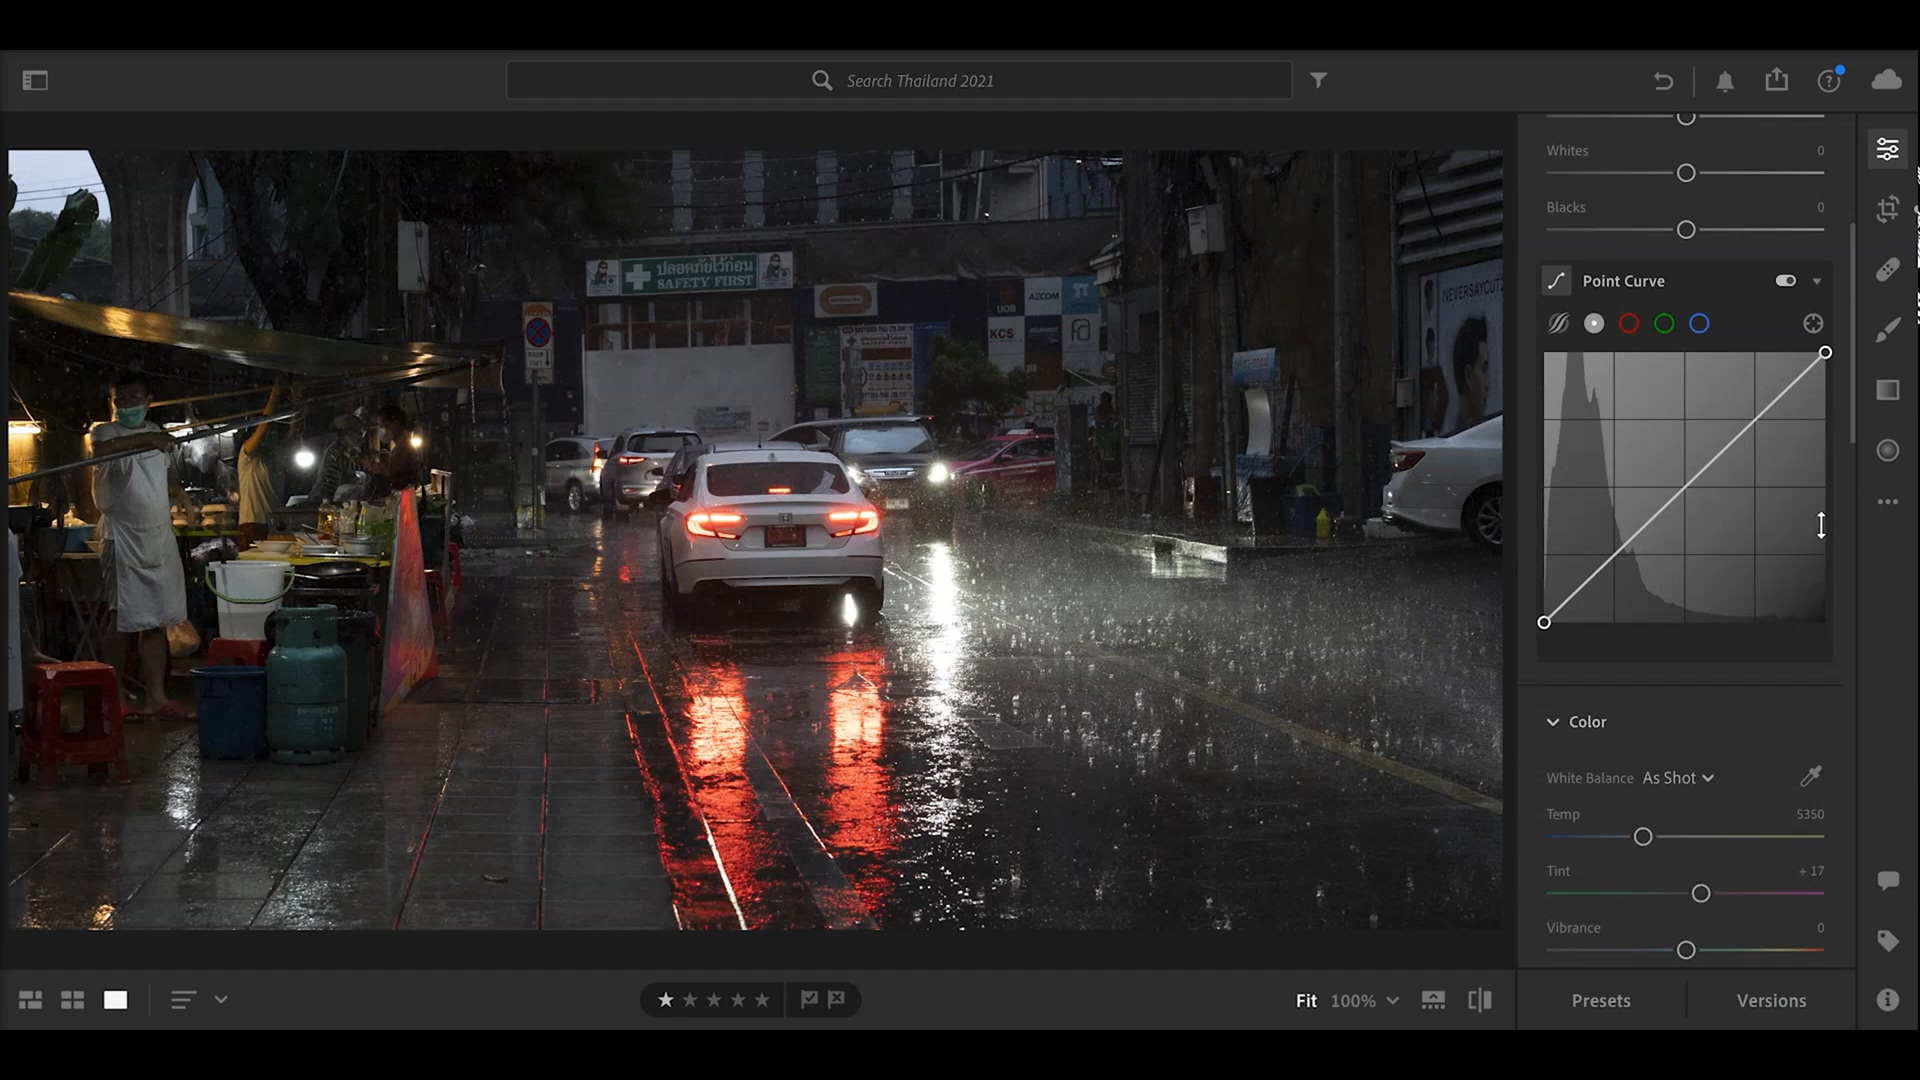 Search Thailand 2021
Whites 0
Blacks 0
Point Curve
ปลอดภัยไว้ก่อน
SAFETY FIRST
UOB
AECOM
KCS
NEVERSAYCUTZ
Color
White Balance As Shot
Temp 5350
Tint + 17
Vibrance 0
Fit 100%
Presets
Versions